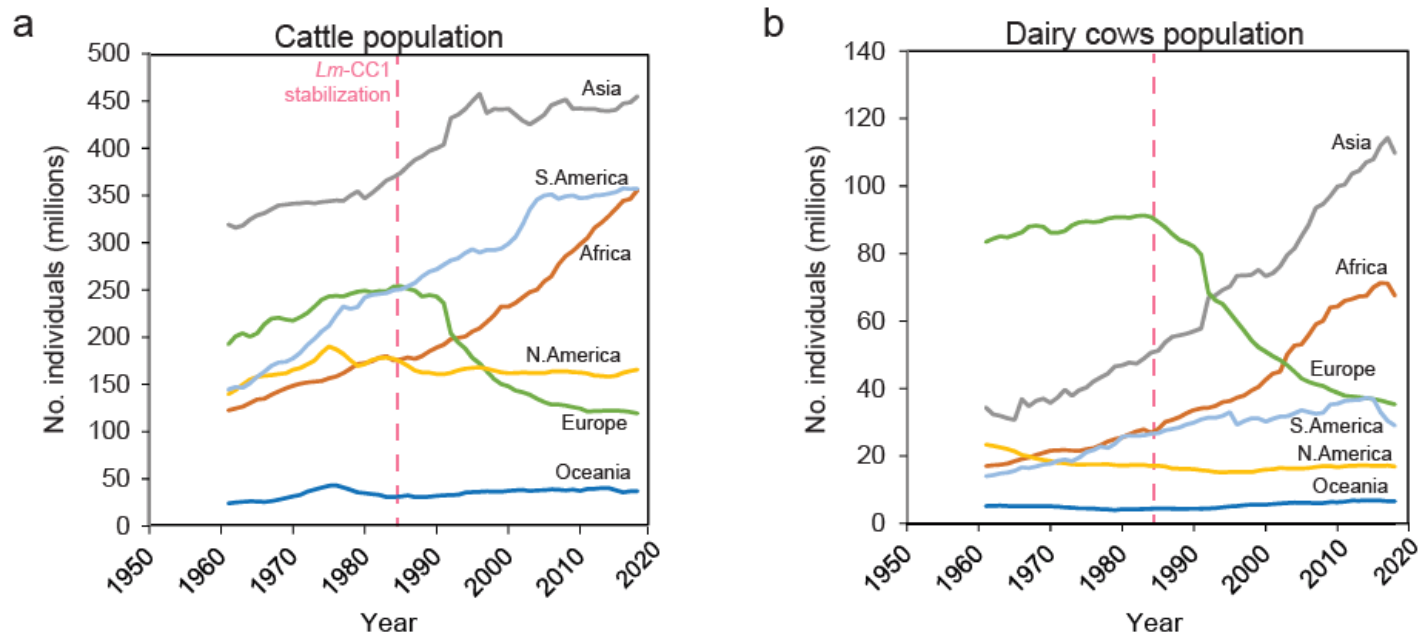 a
Cattle population
No. individuals (millions)
500
450
400
350
300
250
200
150
100
50
0
Lm-CC1
stabilization
Asia
S.America
Africa
N.America
Europe
Oceania
1950
1960
1970
1980
1990
2000
2010
2020
Year
b
Dairy cows population
No. individuals (millions)
140
120
100
80
60
40
20
0
Asia
Africa
Europe
S.America
N.America
Oceania
1950
1960
1970
1980
1990
2000
2010
2020
Year